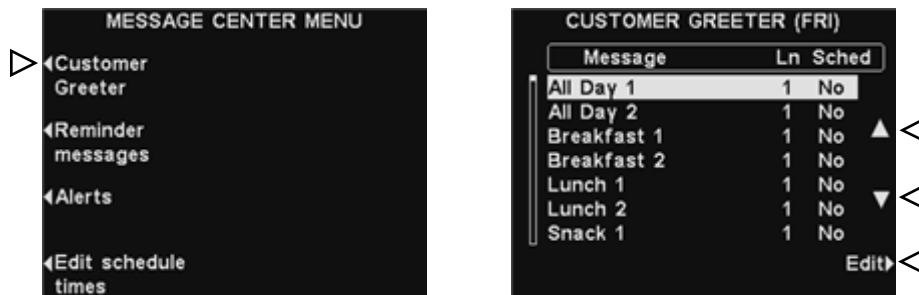 MESSAGE CENTER MENU
Customer
Greeter
Reminder
messages
Alerts
Edit schedule
times
CUSTOMER GREETER (FRI)
Message Ln Sched
All Day 1 1 No
All Day 2 1 No
Breakfast 1 1 No
Breakfast 2 1 No
Lunch 1 1 No
Lunch 2 1 No
Snack 1 1 No
Edit